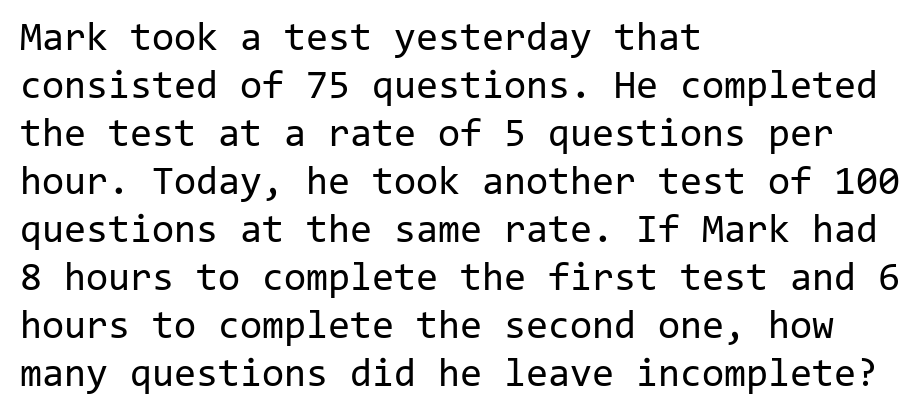 Mark took a test yesterday that
consisted of 75 questions. He completed
the test at a rate of 5 questions per
hour. Today, he took another test of 100
questions at the same rate. If Mark had
8 hours to complete the first test and 6
hours to complete the second one, how
many questions did he leave incomplete?